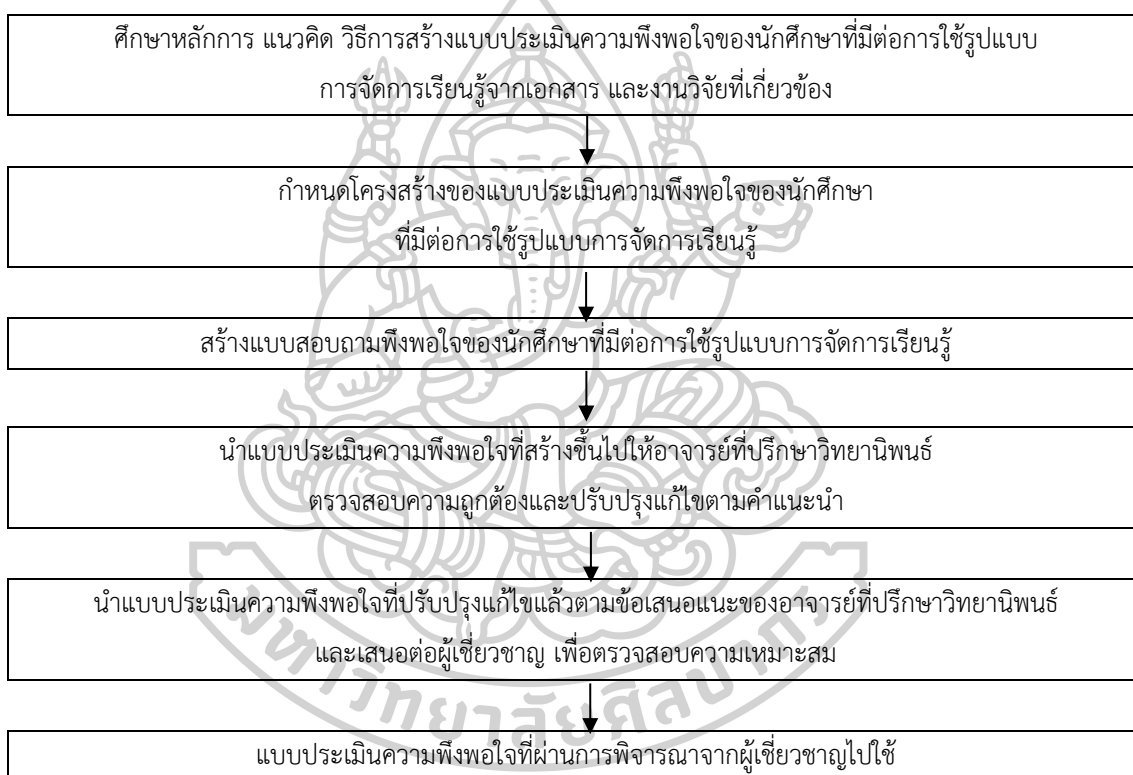 ศึกษาหลักการ แนวคิด วิธีการสร้างแบบประเมินความพึงพอใจของนักศึกษาที่มีต่อการใช้รูปแบบ
การจัดการเรียนรู้จากเอกสาร และงานวิจัยที่เกี่ยวข้อง
กำหนดโครงสร้างของแบบประเมินความพึงพอใจของนักศึกษา
ที่มีต่อการใช้รูปแบบการจัดการเรียนรู้
สร้างแบบสอบถามพึงพอใจของนักศึกษาที่มีต่อการใช้รูปแบบการจัดการเรียนรู้
นำแบบประเมินความพึงพอใจที่สร้างขึ้นไปให้อาจารย์ที่ปรึกษาวิทยานิพนธ์
ตรวจสอบความถูกต้องและปรับปรุงแก้ไขตามคำแนะนำ
นำแบบประเมินความพึงพอใจที่ปรับปรุงแก้ไขแล้วตามข้อเสนอแนะของอาจารย์ที่ปรึกษาวิทยานิพนธ์
และเสนอต่อผู้เชี่ยวชาญ เพื่อตรวจสอบความเหมาะสม
มหาวิทยาลัยศิลปากร
แบบประเมินความพึงพอใจที่ผ่านการพิจารณาจากผู้เชี่ยวชาญไปใช้